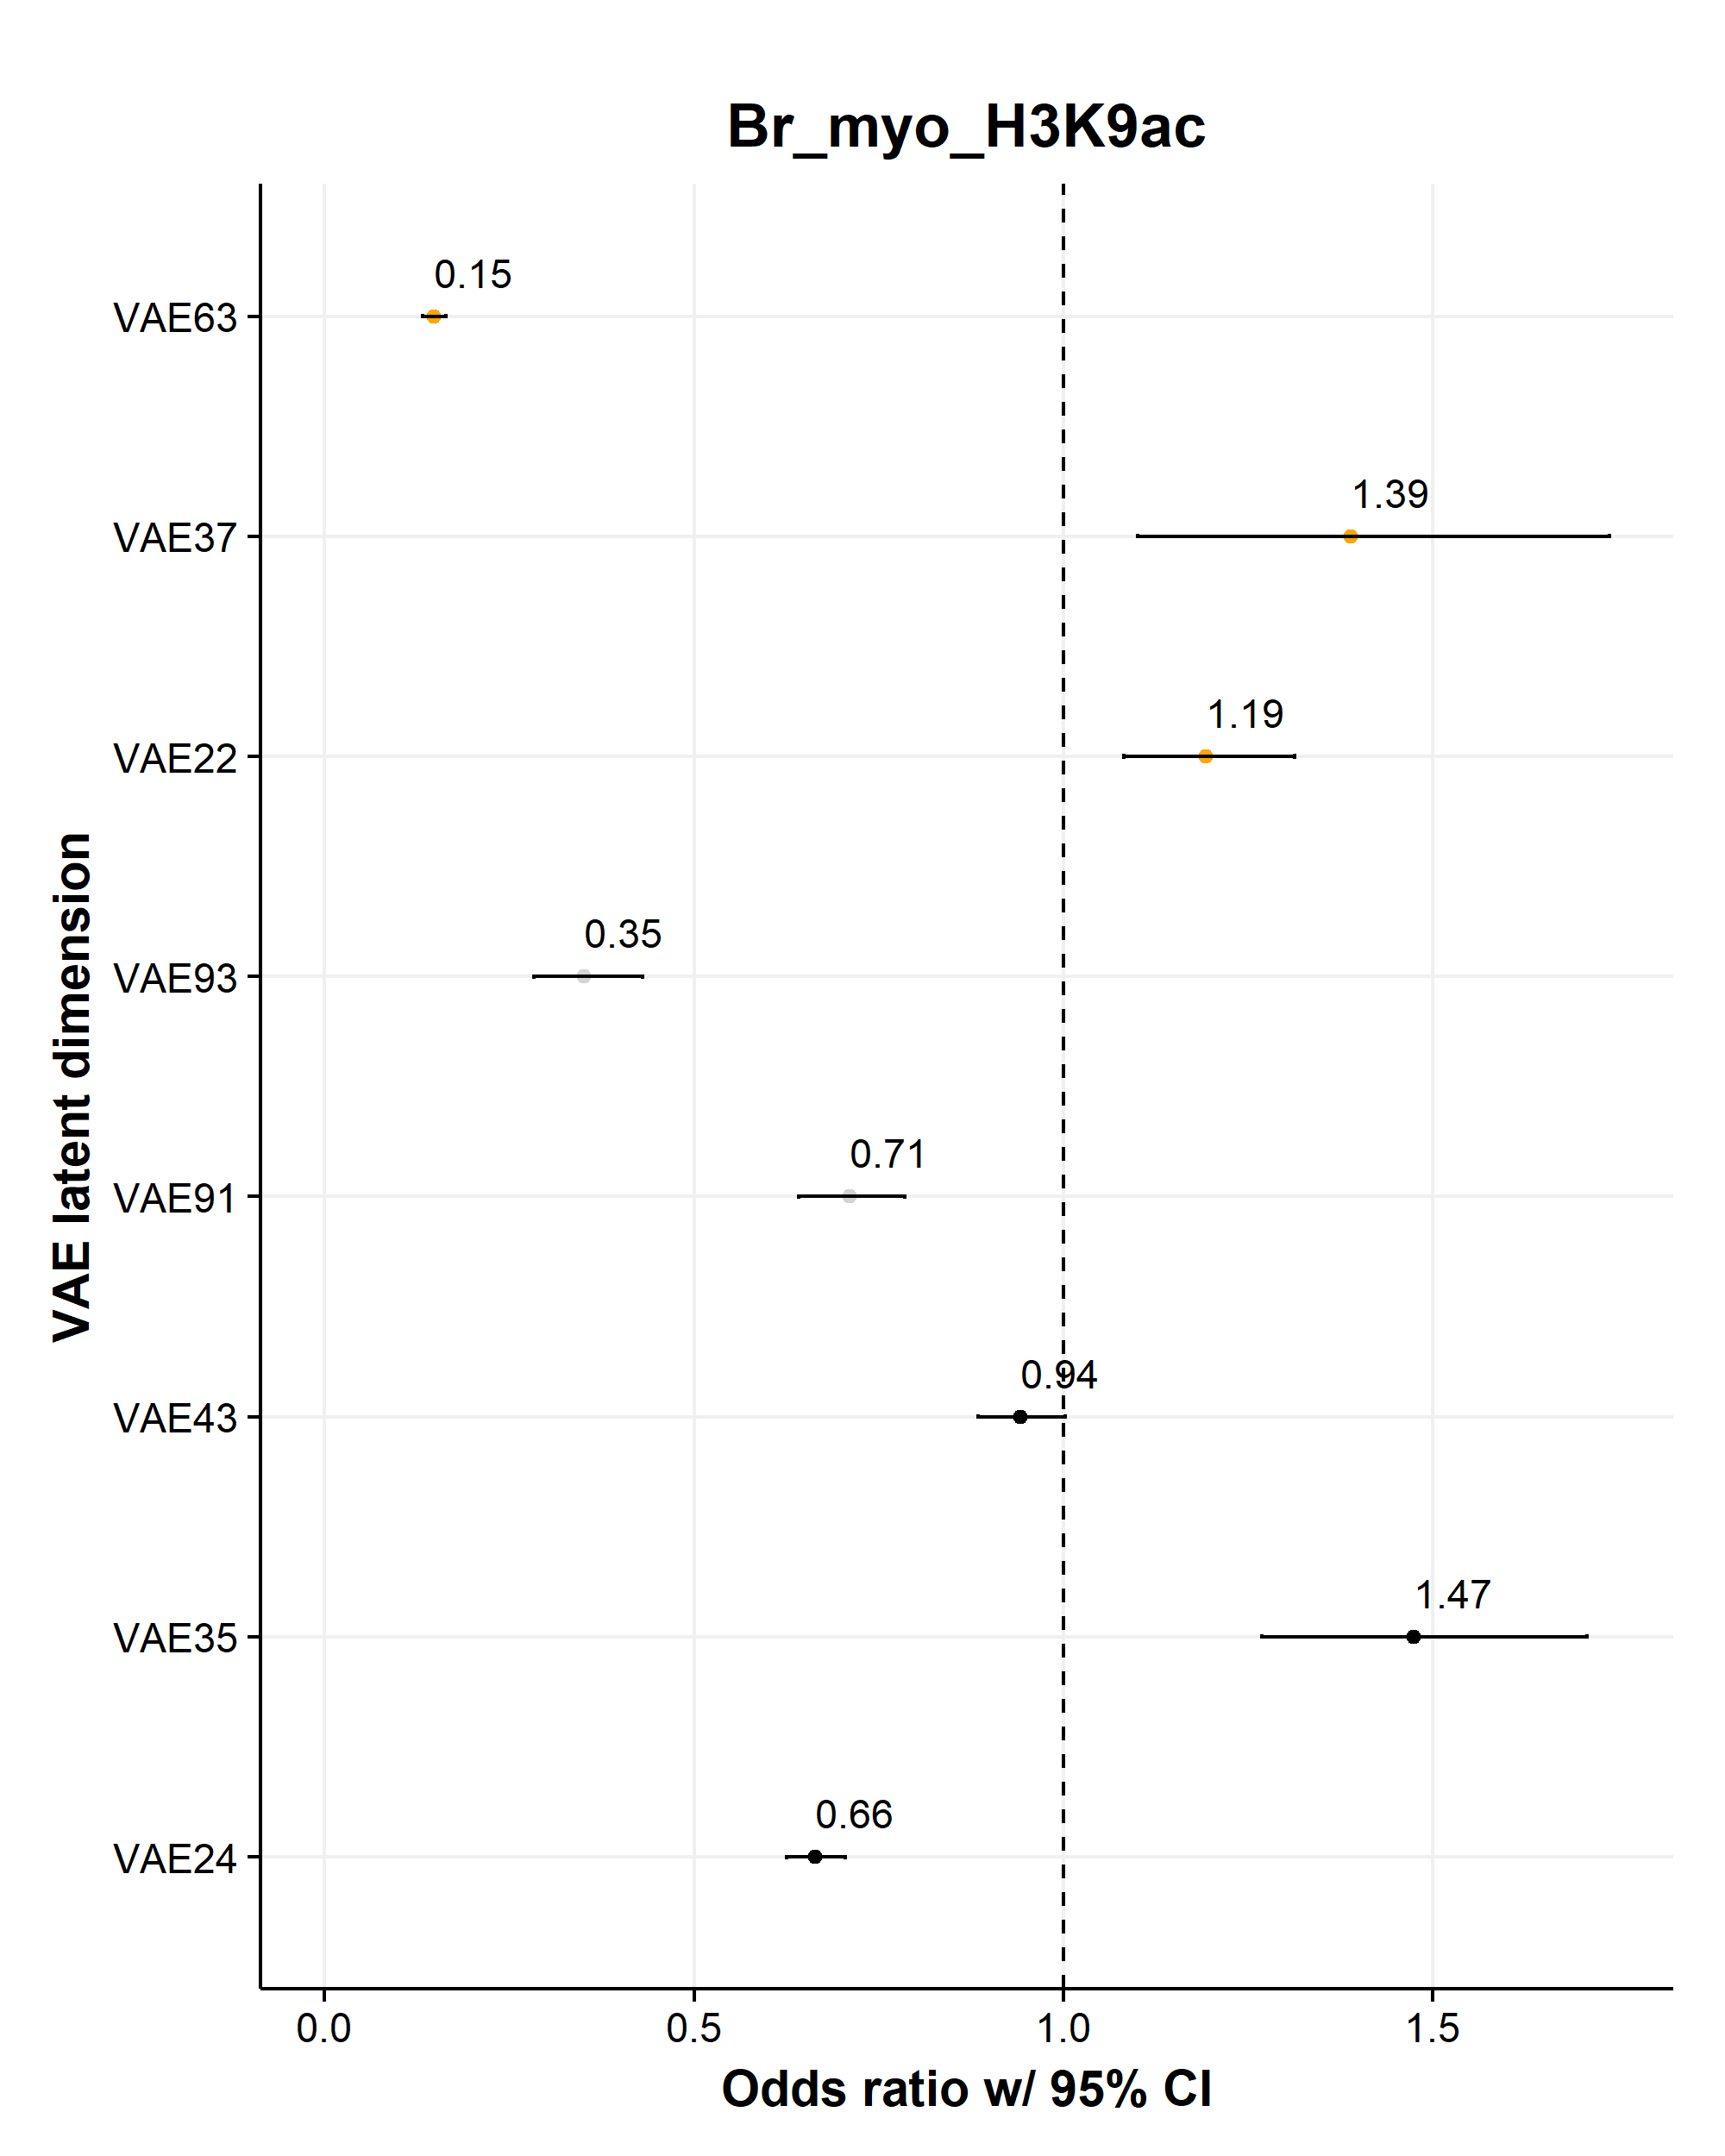 Br_myo_H3K9ac
0.15
VAE63
1.39
VAE37
1.19
VAE22
0.35
VAE93
0.71
VAE91
0.94
VAE43
1.47
VAE35
0.66
VAE24
VAE latent dimension
0.0 0.5 1.0 1.5
Odds ratio w/ 95% CI